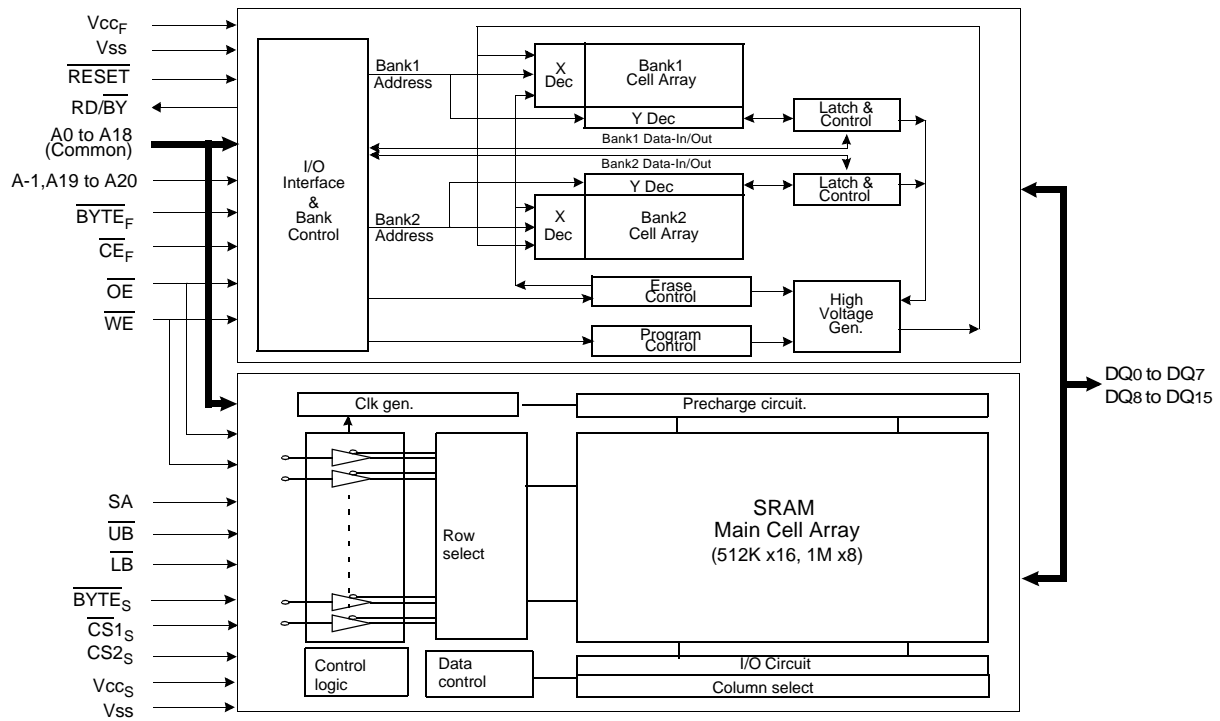 VccF
Vss
RESET
RD/BY
A0 to A18
(Common)
A-1,A19 to A20
BYTEF
CEF
OE
WE
I/O
Interface
&
Bank
Control
Bank1
Address
X
Dec
Bank1
Cell Array
Y Dec
Latch &
Control
Bank1 Data-In/Out
Bank2 Data-In/Out
Y Dec
Latch &
Control
Bank2
Address
X
Dec
Bank2
Cell Array
Erase
Control
High
Voltage
Gen.
Program
Control
DQ0 to DQ7
DQ8 to DQ15
SA
UB
LB
BYTES
CS1S
CS2S
VccS
Vss
Clk gen.
Precharge circuit.
Row
select
SRAM
Main Cell Array
(512K x16, 1M x8)
Control
logic
Data
control
I/O Circuit
Column select